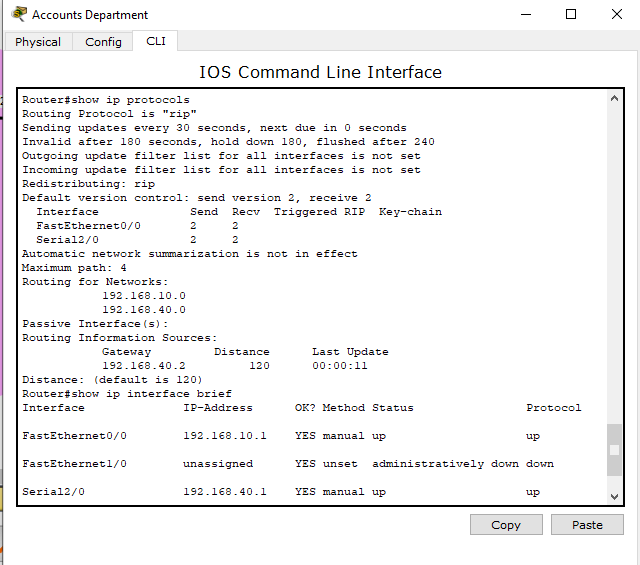 Accounts Department
Physical Config CLI
IOS Command Line Interface
Router#show ip protocols
Routing Protocol is "rip"
Sending updates every 30 seconds, next due in 0 seconds
Invalid after 180 seconds, hold down 180, flushed after 240
Outgoing update filter list for all interfaces is not set
Incoming update filter list for all interfaces is not set
Redistributing: rip
Default version control: send version 2, receive 2
  Interface             Send  Recv  Triggered RIP  Key-chain
  FastEthernet0/0       2     2
  Serial2/0             2     2
Automatic network summarization is not in effect
Maximum path: 4
Routing for Networks:
            192.168.10.0
            192.168.40.0
Passive Interface(s):
Routing Information Sources:
            Gateway         Distance      Last Update
            192.168.40.2         120      00:00:11
Distance: (default is 120)
Router#show ip interface brief
Interface              IP-Address      OK? Method Status                Protocol
FastEthernet0/0        192.168.10.1    YES manual up                    up
FastEthernet1/0        unassigned      YES unset  administratively down down
Serial2/0              192.168.40.1    YES manual up                    up
Copy Paste